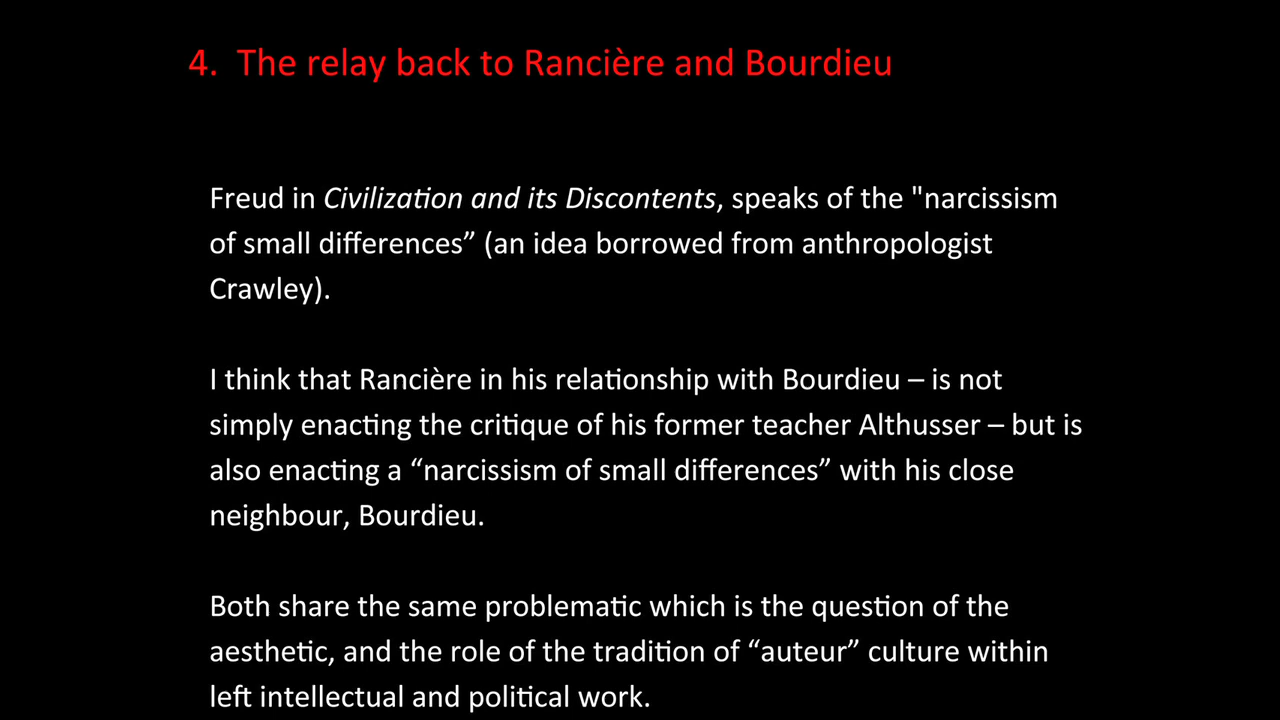 4. The relay back to Rancière and Bourdieu
Freud in Civilization and its Discontents, speaks of the "narcissism
of small differences” (an idea borrowed from anthropologist
Crawley).
I think that Rancière in his relationship with Bourdieu – is not
simply enacting the critique of his former teacher Althusser – but is
also enacting a “narcissism of small differences” with his close
neighbour, Bourdieu.
Both share the same problematic which is the question of the
aesthetic, and the role of the tradition of “auteur” culture within
left intellectual and political work.